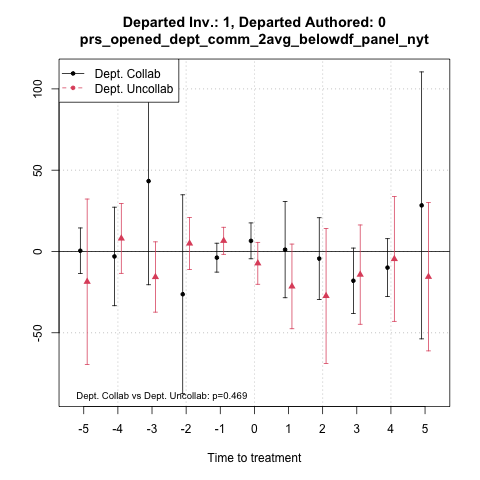 Departed Inv.: 1, Departed Authored: 0
prs_opened_dept_comm_2avg_belowdf_panel_nyt
Dept. Collab
Dept. Uncollab
100
50
0
-50
Dept. Collab vs Dept. Uncollab: p=0.469
-5 -4 -3 -2 -1 0 1 2 3 4 5
Time to treatment